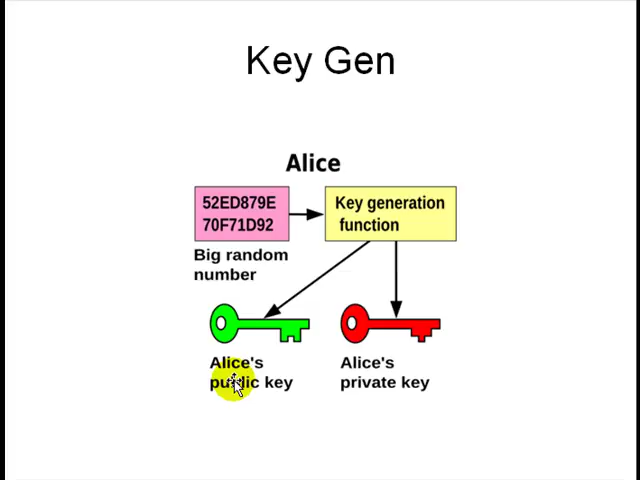 Key Gen
Alice
52ED879E
70F71D92
Key generation
function
Big random
number
Alice's
public key
Alice's
private key